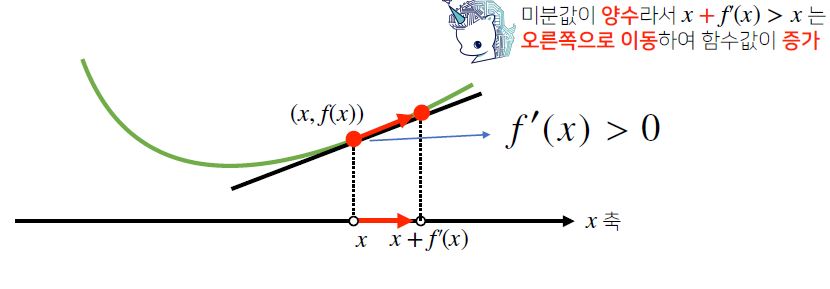 미분값이 양수라서 x + f′(x) > x 는
오른쪽으로 이동하여 함수값이 증가
(x, f(x))
f′(x) > 0
x 축
x
x + f′(x)